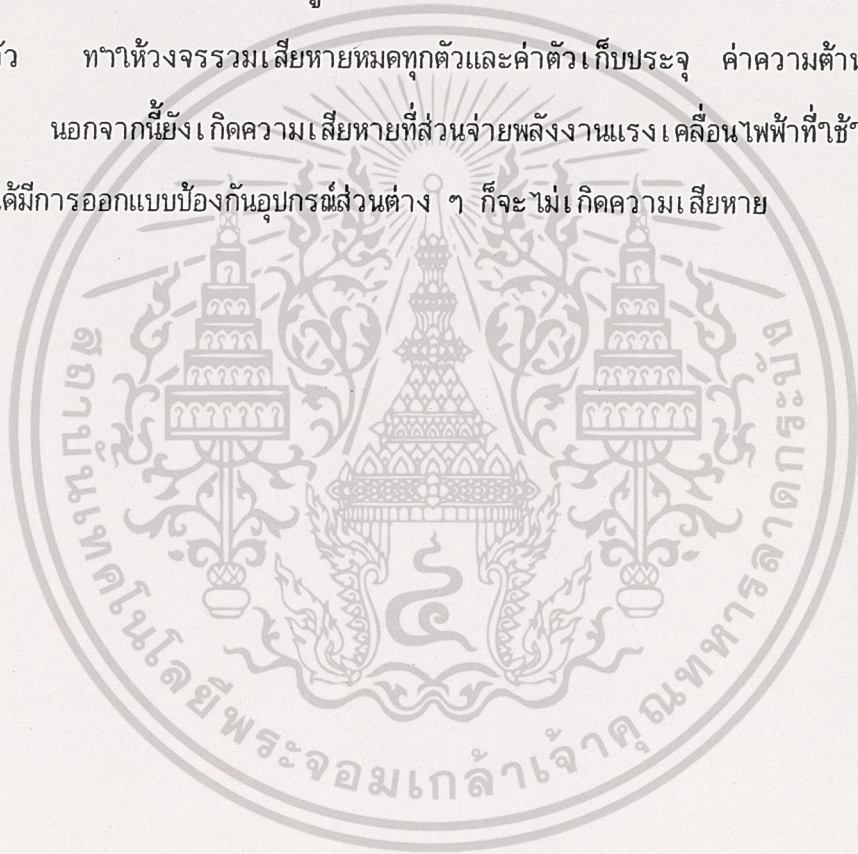 ทำให้วงจรรวมเสียหายหมดทุกตัวและค่าตัวเก็บประจุ ค่าความต้าน
นอกจากนี้ยังเกิดความเสียหายที่ส่วนจ่ายพลังงานแรงเคลื่อนไฟฟ้าที่ใช้
ได้มีการออกแบบป้องกันอุปกรณ์ส่วนต่าง ๆ ก็จะไม่เกิดความเสียหาย
สถาบันเทคโนโลยีพระจอมเกล้าเจ้าคุณทหารลาดกระบัง
๔